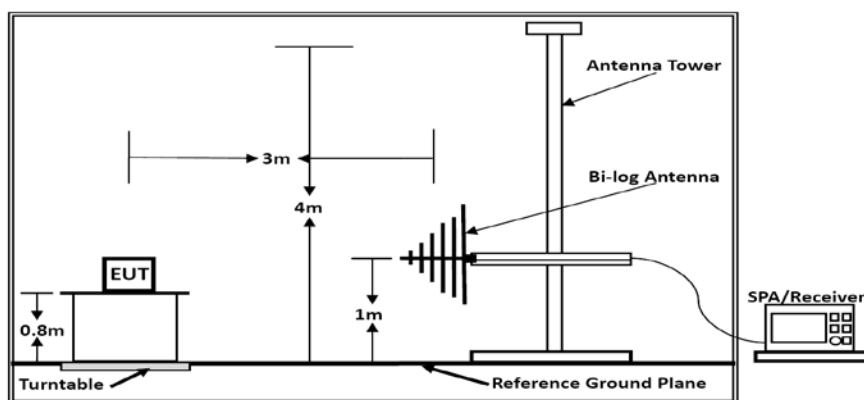 Antenna Tower
3m
Bi-log Antenna
4m
EUT
SPA/Receiver
0.8m
1m
Turntable
Reference Ground Plane